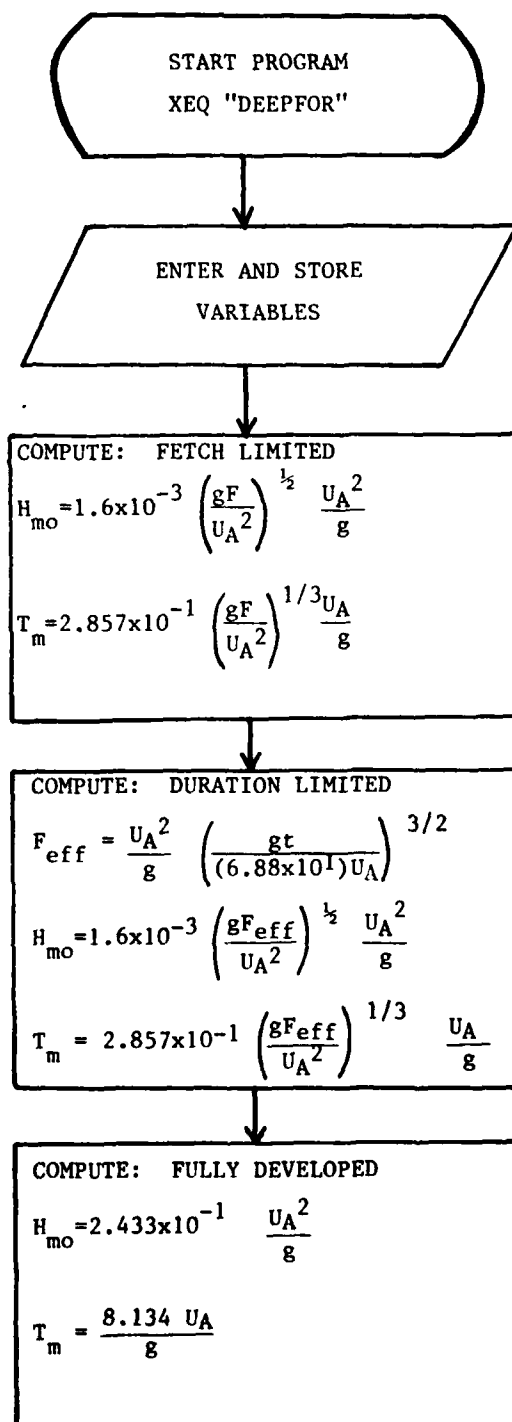 START PROGRAM
XEQ "DEEPFOR"
ENTER AND STORE
VARIABLES
COMPUTE: FETCH LIMITED
H_mo=1.6x10^-3 (gF/U_A^2)^½ U_A^2/g
T_m=2.857x10^-1 (gF/U_A^2)^1/3 U_A/g
COMPUTE: DURATION LIMITED
F_eff = U_A^2/g (gt/(6.88x10^1)U_A)^3/2
H_mo=1.6x10^-3 (gF_eff/U_A^2)^½ U_A^2/g
T_m = 2.857x10^-1 (gF_eff/U_A^2)^1/3 U_A/g
COMPUTE: FULLY DEVELOPED
H_mo=2.433x10^-1 U_A^2/g
T_m = 8.134 U_A/g